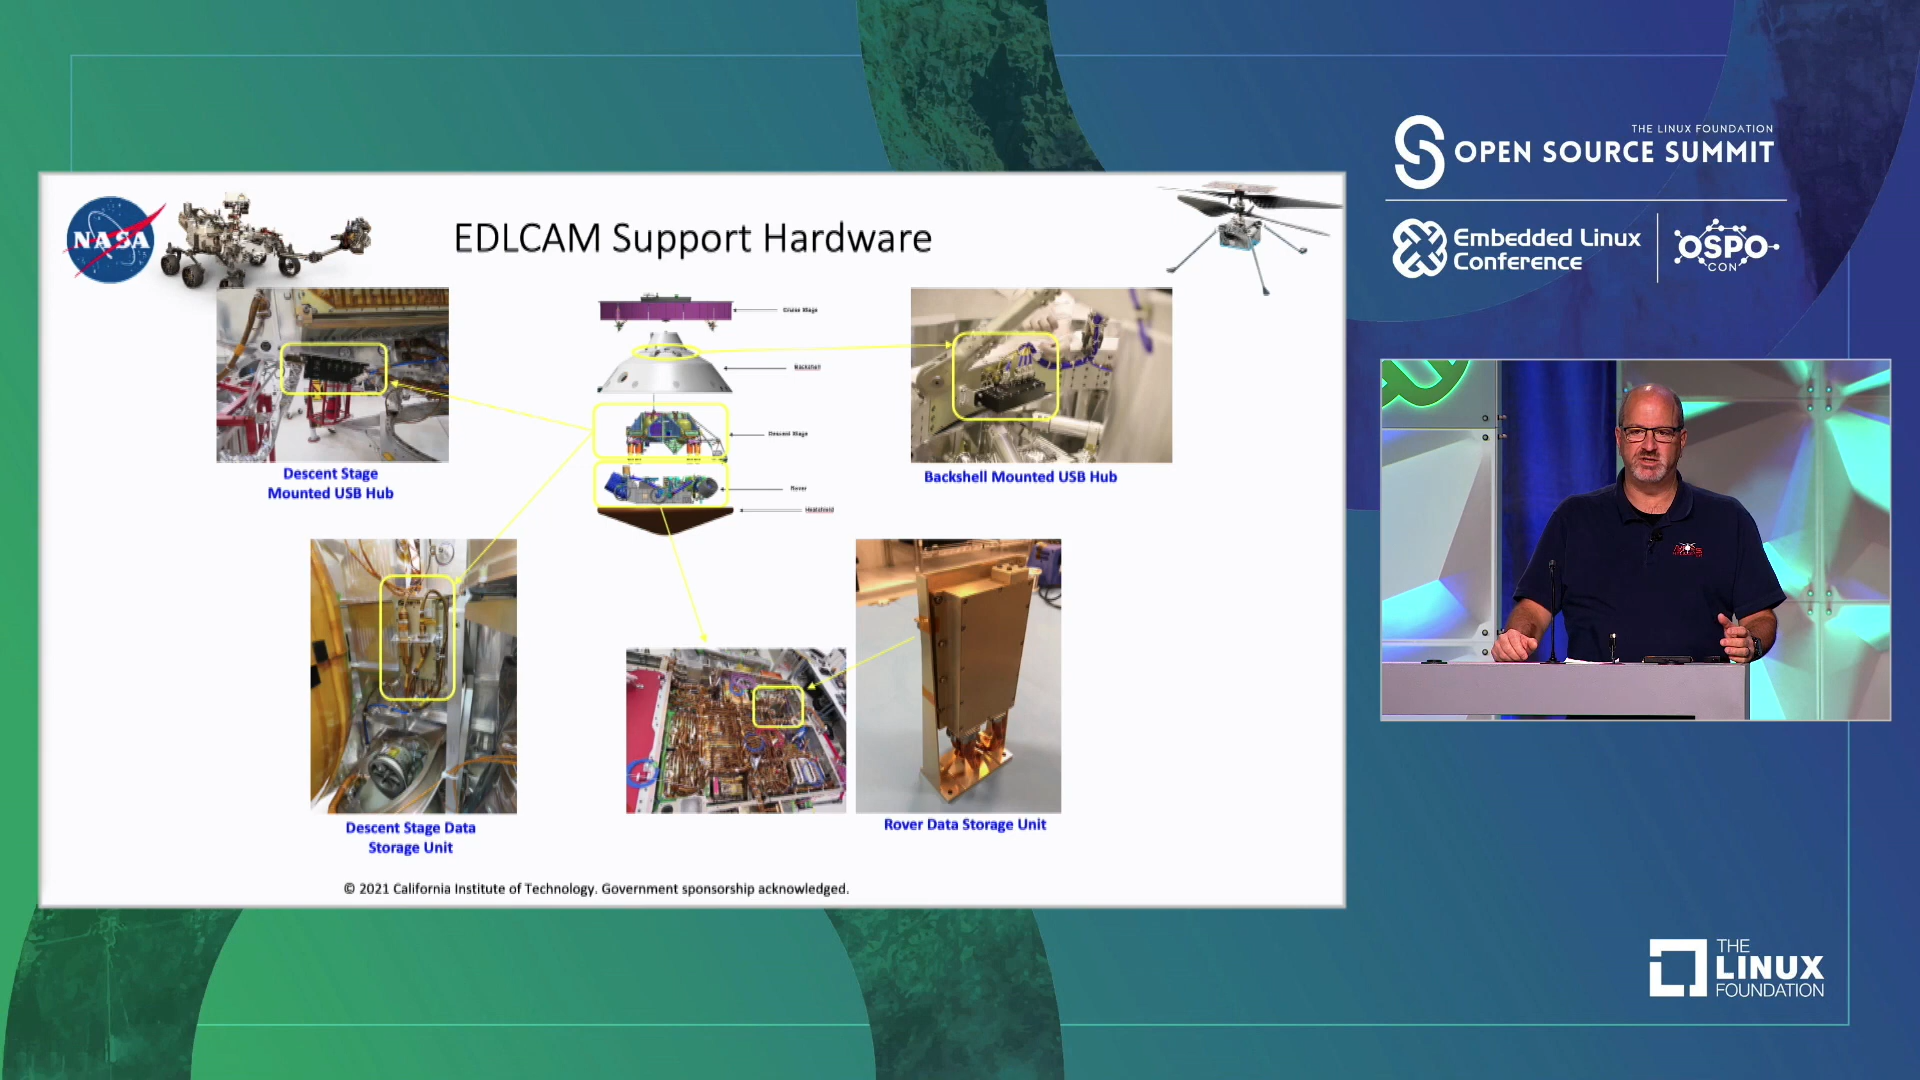 THE LINUX FOUNDATION
OPEN SOURCE SUMMIT
Embedded Linux
Conference
OSPO
CON
NASA
EDLCAM Support Hardware
Cruise Stage
Backshell
Descent Stage
Rover
Heatshield
Descent Stage
Mounted USB Hub
Backshell Mounted USB Hub
Descent Stage Data
Storage Unit
Rover Data Storage Unit
© 2021 California Institute of Technology. Government sponsorship acknowledged.
THE
LINUX
FOUNDATION